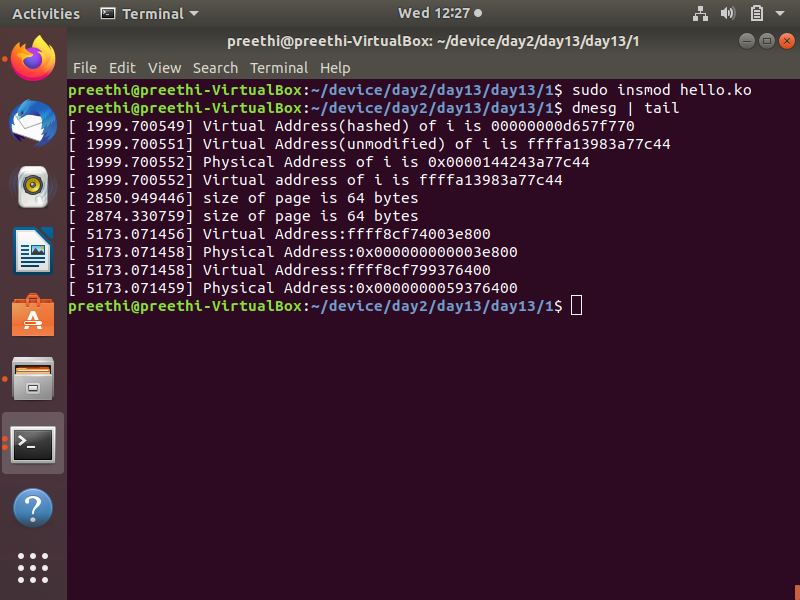 Activities Terminal Wed 12:27
preethi@preethi-VirtualBox: ~/device/day2/day13/day13/1
File Edit View Search Terminal Help
preethi@preethi-VirtualBox:~/device/day2/day13/day13/1$ sudo insmod hello.ko
preethi@preethi-VirtualBox:~/device/day2/day13/day13/1$ dmesg | tail
[ 1999.700549] Virtual Address(hashed) of i is 00000000d657f770
[ 1999.700551] Virtual Address(unmodified) of i is ffffa13983a77c44
[ 1999.700552] Physical Address of i is 0x0000144243a77c44
[ 1999.700552] Virtual address of i is ffffa13983a77c44
[ 2850.949446] size of page is 64 bytes
[ 2874.330759] size of page is 64 bytes
[ 5173.071456] Virtual Address:ffff8cf74003e800
[ 5173.071458] Physical Address:0x000000000003e800
[ 5173.071458] Virtual Address:ffff8cf799376400
[ 5173.071459] Physical Address:0x0000000059376400
preethi@preethi-VirtualBox:~/device/day2/day13/day13/1$